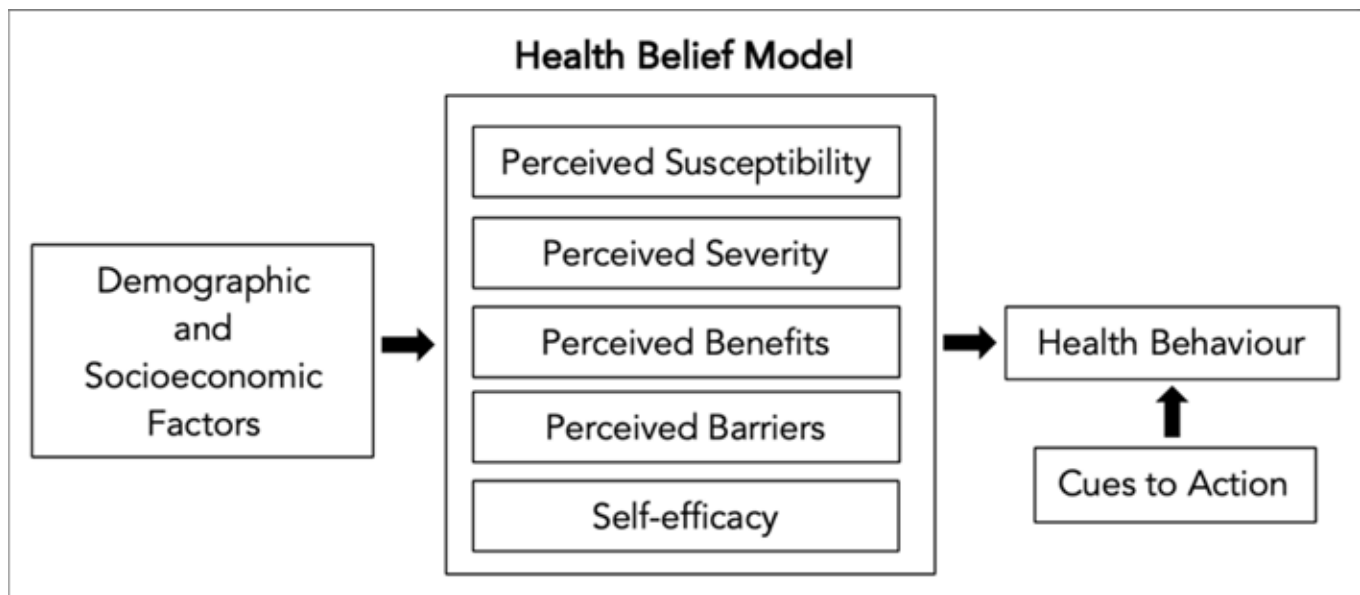 Health Belief Model
Perceived Susceptibility
Perceived Severity
Demographic
and
Socioeconomic
Factors
Perceived Benefits
Perceived Barriers
Self-efficacy
Health Behaviour
Cues to Action